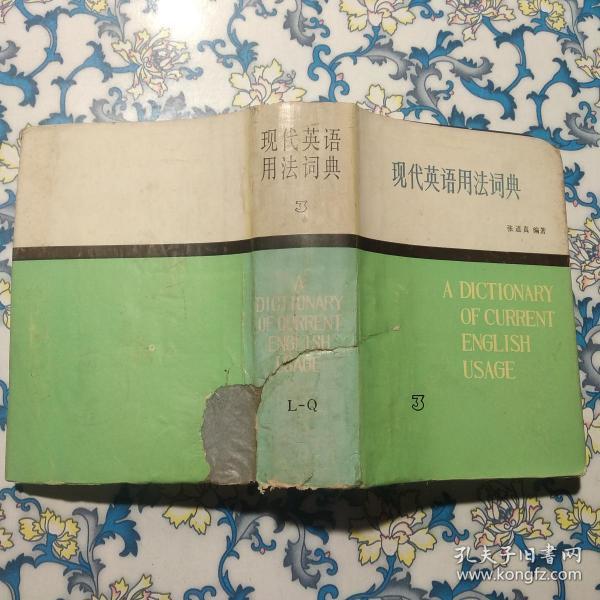 现代英语
用法词典
3
A
DICTIONARY
OF CURRENT
ENGLISH
USAGE
L-Q
现代英语用法词典
张道真 编著
A DICTIONARY
OF CURRENT
ENGLISH
USAGE
3
孔夫子旧书网
www.kongfz.com